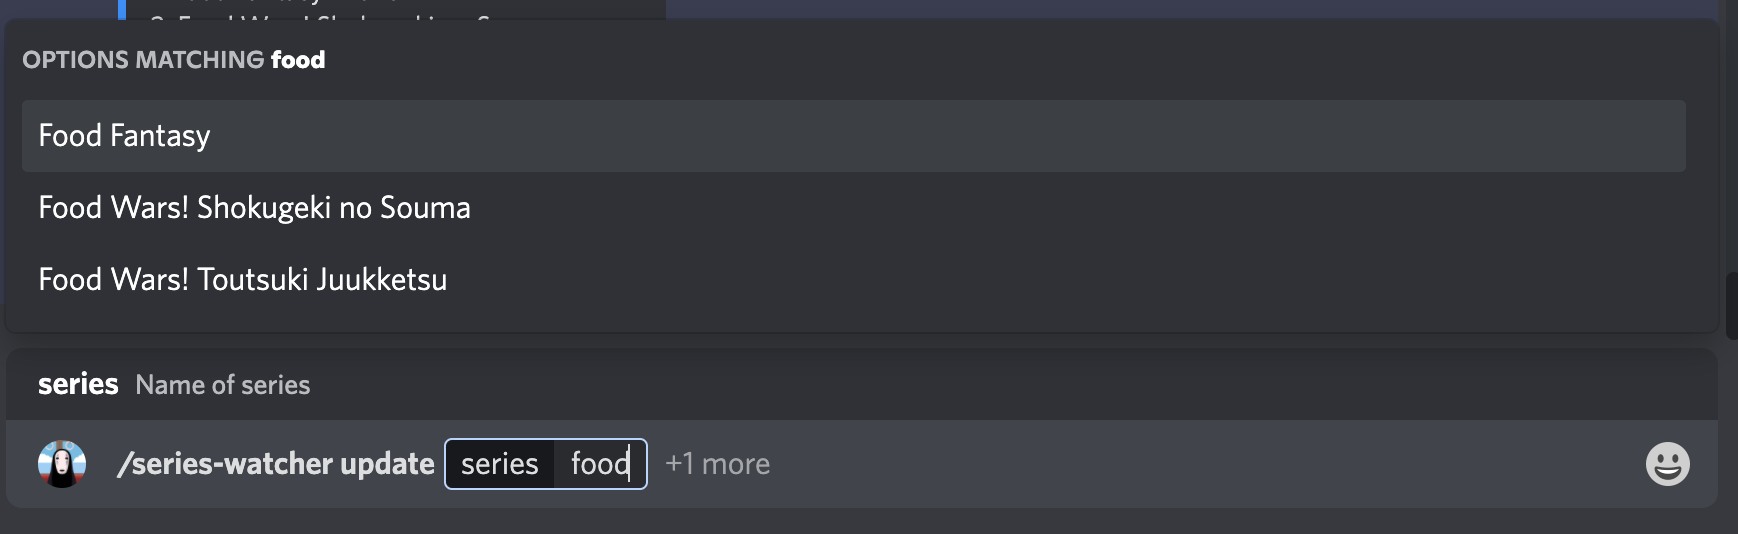 OPTIONS MATCHING food
Food Fantasy
Food Wars! Shokugeki no Souma
Food Wars! Toutsuki Juukketsu
series Name of series
/series-watcher update series food +1 more